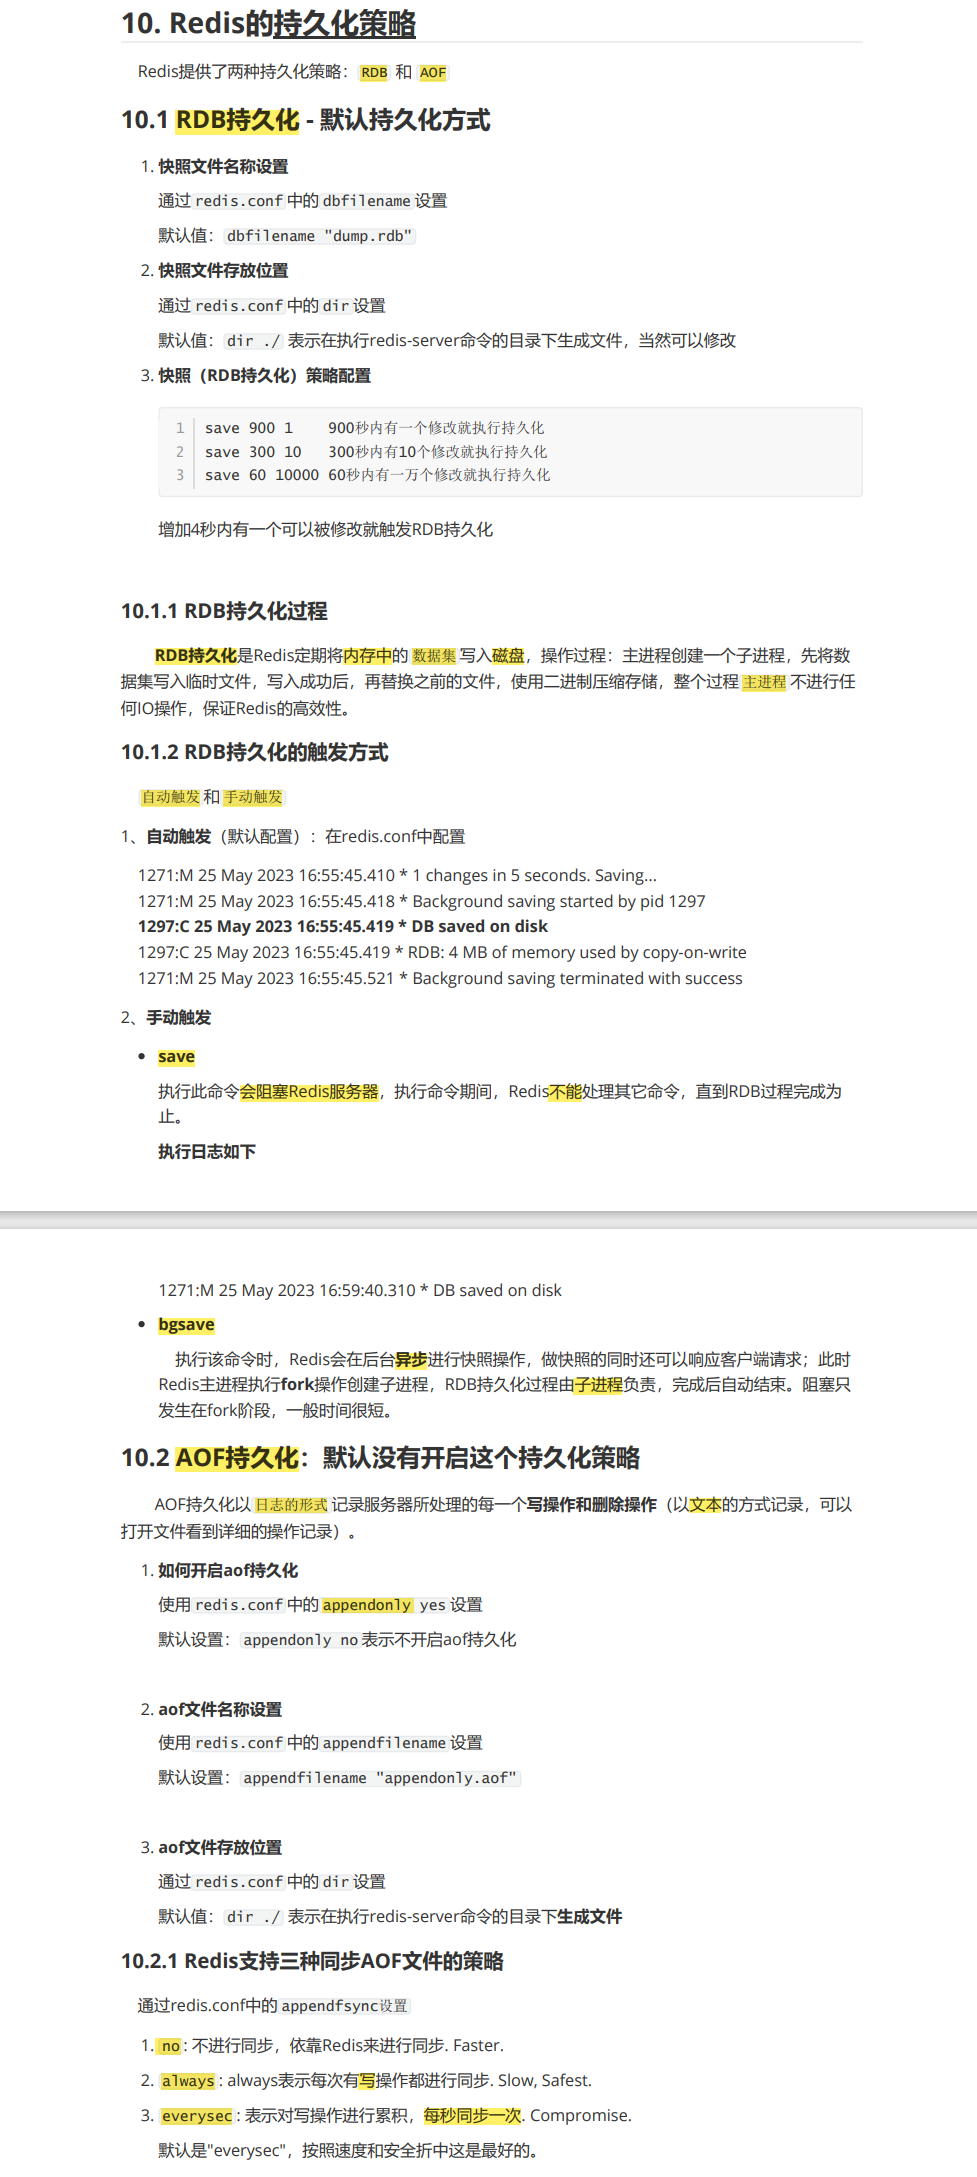 10. Redis的持久化策略
Redis提供了两种持久化策略： RDB 和 AOF
10.1 RDB持久化 - 默认持久化方式
1. 快照文件名称设置
通过 redis.conf 中的 dbfilename 设置
默认值： dbfilename "dump.rdb"
2. 快照文件存放位置
通过 redis.conf 中的 dir 设置
默认值： dir ./ 表示在执行redis-server命令的目录下生成文件，当然可以修改
3. 快照（RDB持久化）策略配置
1 save 900 1    900秒内有一个修改就执行持久化
2 save 300 10   300秒内有10个修改就执行持久化
3 save 60 10000 60秒内有一万个修改就执行持久化
增加4秒内有一个可以被修改就触发RDB持久化
10.1.1 RDB持久化过程
RDB持久化是Redis定期将内存中的 数据集 写入磁盘，操作过程：主进程创建一个子进程，先将数
据集写入临时文件，写入成功后，再替换之前的文件，使用二进制压缩存储，整个过程 主进程 不进行任
何IO操作，保证Redis的高效性。
10.1.2 RDB持久化的触发方式
自动触发 和 手动触发
1、自动触发（默认配置）：在redis.conf中配置
1271:M 25 May 2023 16:55:45.410 * 1 changes in 5 seconds. Saving...
1271:M 25 May 2023 16:55:45.418 * Background saving started by pid 1297
1297:C 25 May 2023 16:55:45.419 * DB saved on disk
1297:C 25 May 2023 16:55:45.419 * RDB: 4 MB of memory used by copy-on-write
1271:M 25 May 2023 16:55:45.521 * Background saving terminated with success
2、手动触发
• save
执行此命令会阻塞Redis服务器，执行命令期间，Redis不能处理其它命令，直到RDB过程完成为
止。
执行日志如下
1271:M 25 May 2023 16:59:40.310 * DB saved on disk
• bgsave
执行该命令时，Redis会在后台异步进行快照操作，做快照的同时还可以响应客户端请求；此时
Redis主进程执行fork操作创建子进程，RDB持久化过程由子进程负责，完成后自动结束。阻塞只
发生在fork阶段，一般时间很短。
10.2 AOF持久化：默认没有开启这个持久化策略
AOF持久化以 日志的形式 记录服务器所处理的每一个写操作和删除操作（以文本的方式记录，可以
打开文件看到详细的操作记录）。
1. 如何开启aof持久化
使用 redis.conf 中的 appendonly yes 设置
默认设置： appendonly no 表示不开启aof持久化
2. aof文件名称设置
使用 redis.conf 中的 appendfilename 设置
默认设置： appendfilename "appendonly.aof"
3. aof文件存放位置
通过 redis.conf 中的 dir 设置
默认值： dir ./ 表示在执行redis-server命令的目录下生成文件
10.2.1 Redis支持三种同步AOF文件的策略
通过redis.conf中的 appendfsync设置
1. no : 不进行同步，依靠Redis来进行同步. Faster.
2. always : always表示每次有写操作都进行同步. Slow, Safest.
3. everysec : 表示对写操作进行累积，每秒同步一次. Compromise.
默认是"everysec"，按照速度和安全折中这是最好的。